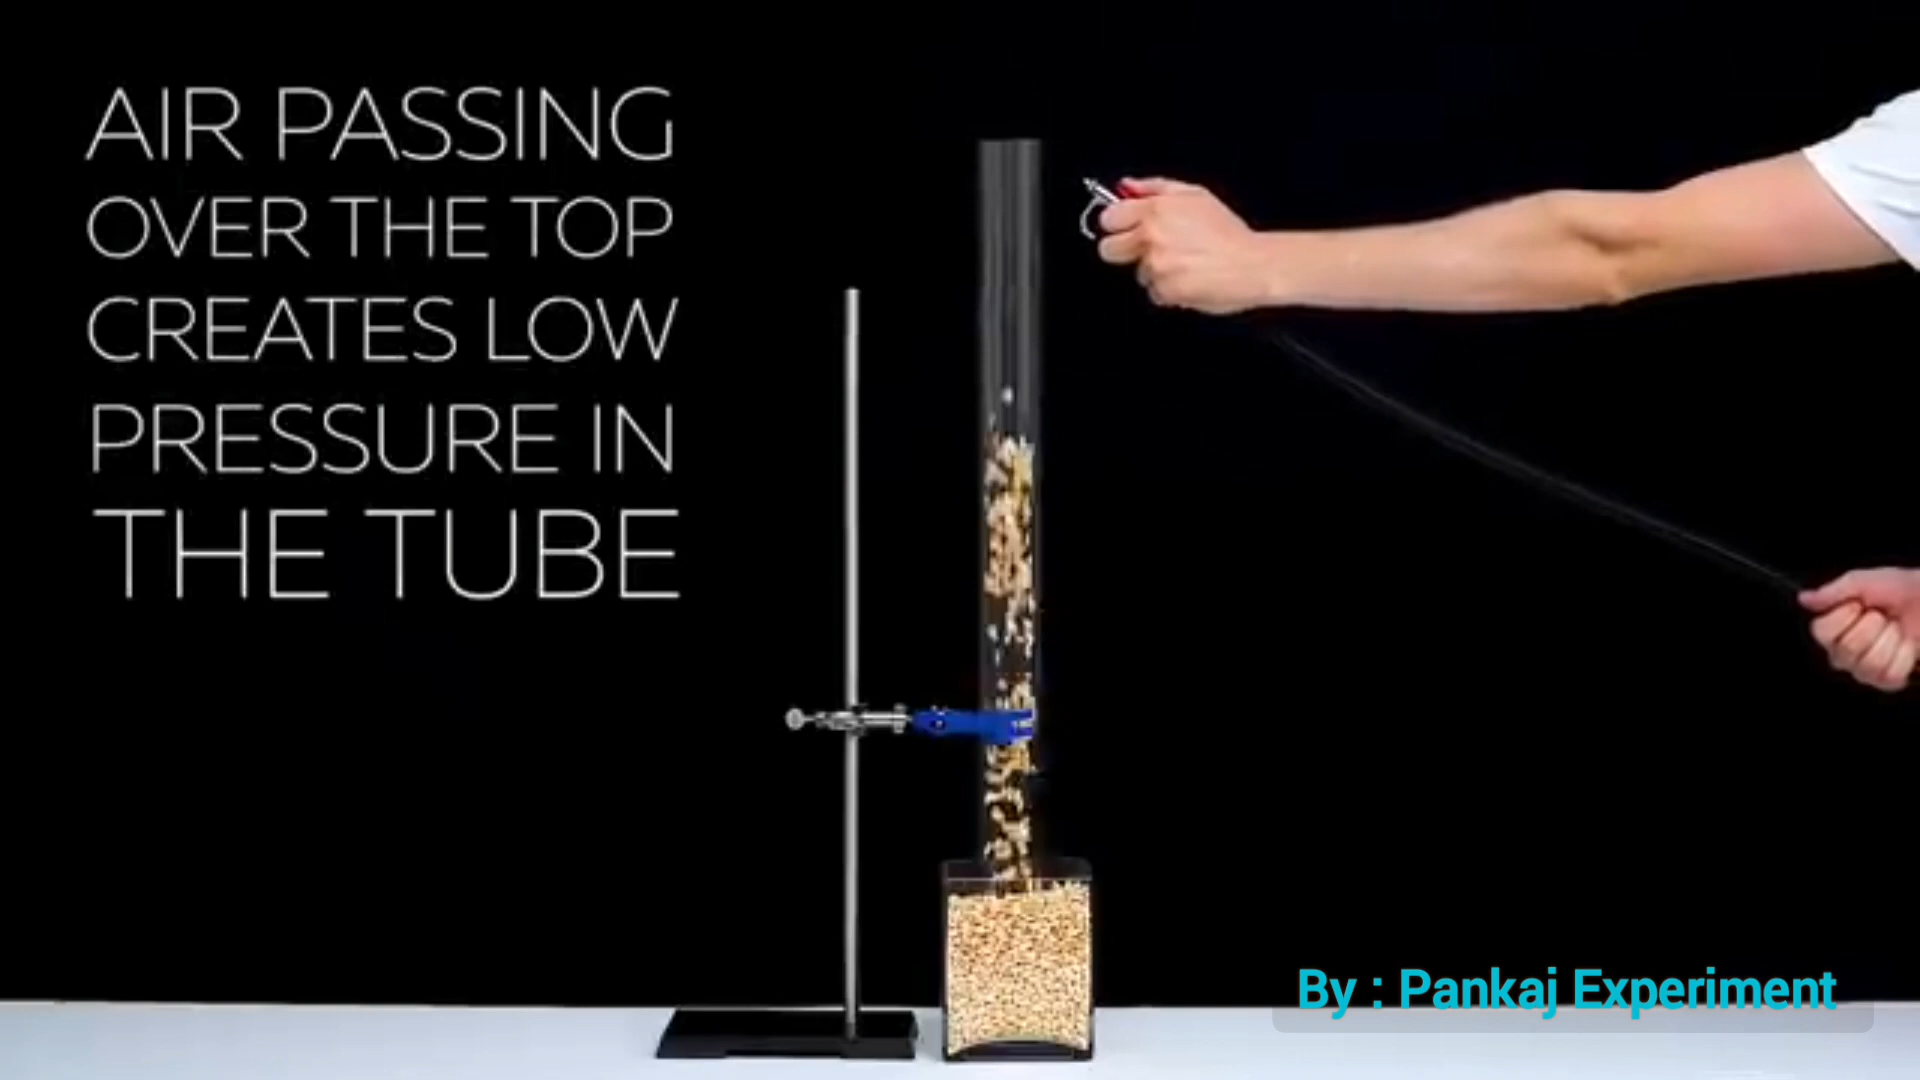 AIR PASSING
OVER THE TOP
CREATES LOW
PRESSURE IN
THE TUBE
By : Pankaj Experiment